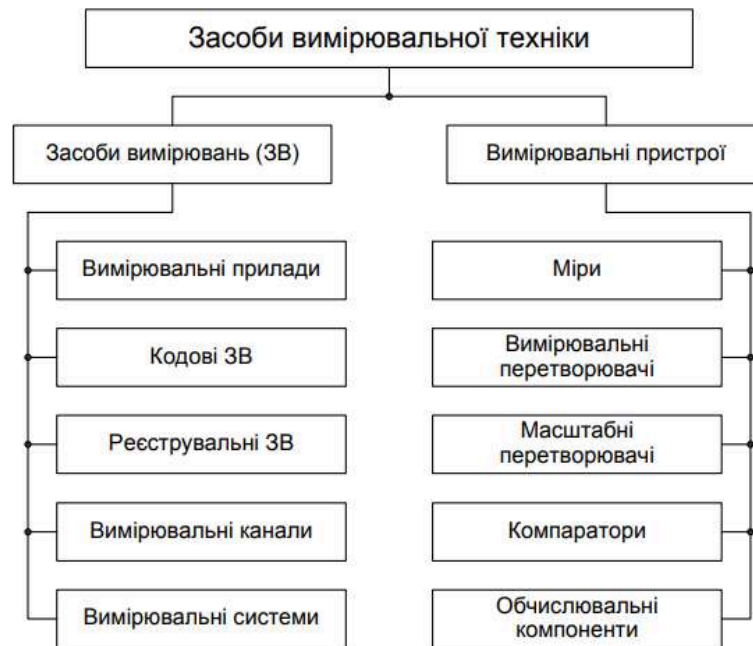 Засоби вимірювальної техніки
Засоби вимірювань (ЗВ)
Вимірювальні пристрої
Вимірювальні прилади
Міри
Кодові ЗВ
Вимірювальні
перетворювачі
Реєструвальні ЗВ
Масштабні
перетворювачі
Вимірювальні канали
Компаратори
Вимірювальні системи
Обчислювальні
компоненти